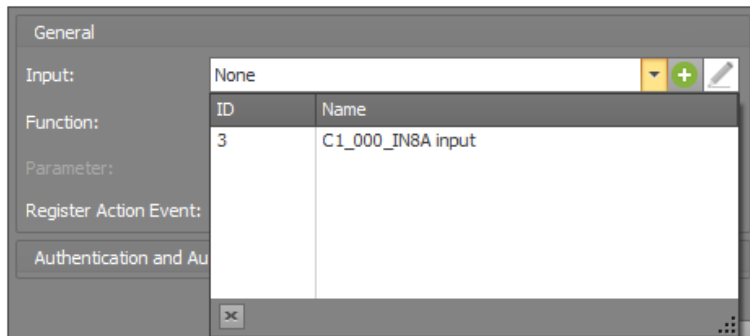 General
Input: None
ID Name
Function:
3 C1_000_IN8A input
Parameter:
Register Action Event:
Authentication and Au